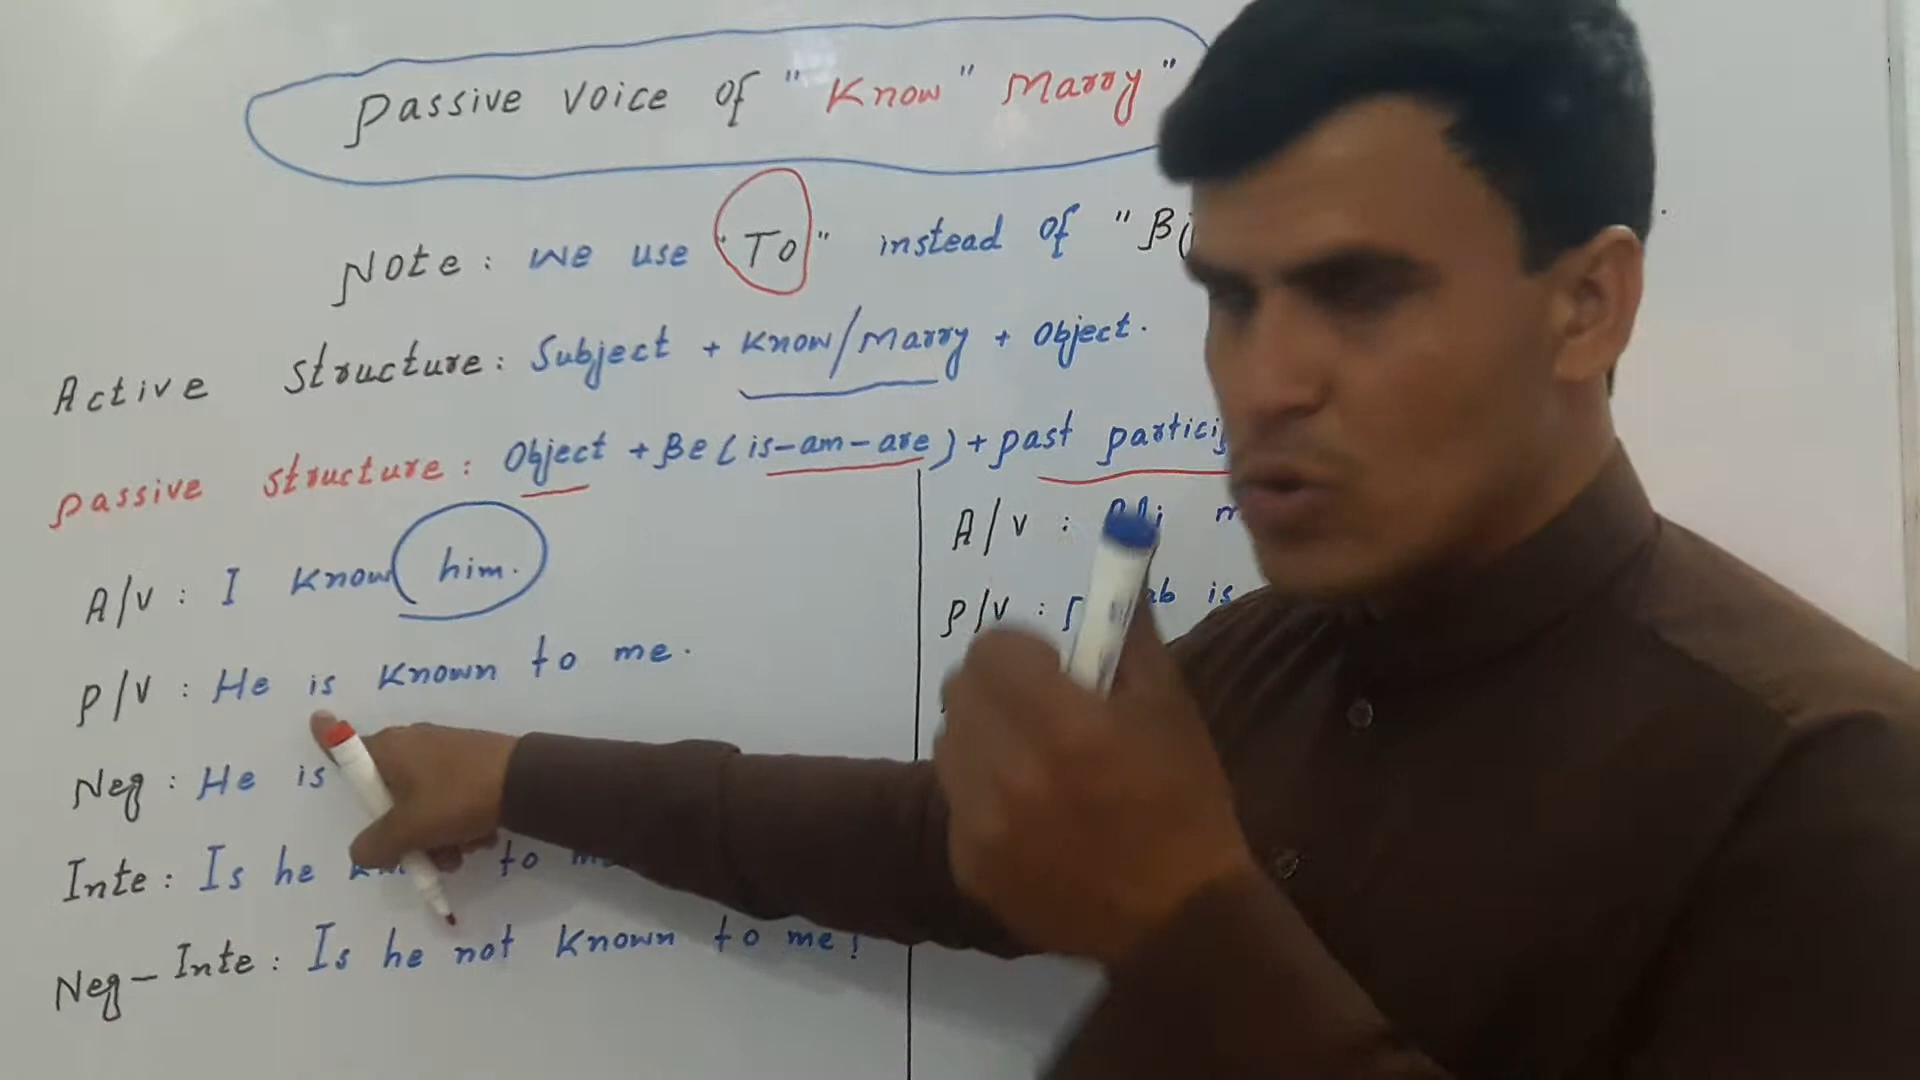 Passive Voice of "Know" Marry"
Note: We use "To" instead of "
Active Structure: Subject + Know/Marry + Object.
Passive Structure: Object + Be (is-am-are) + Past
A/V: I Know him.
P/V: He is Known to me.
Neg: He is
Inte: Is he to
Neg-Inte: Is he not Known to me?
A/V:
P/V: is